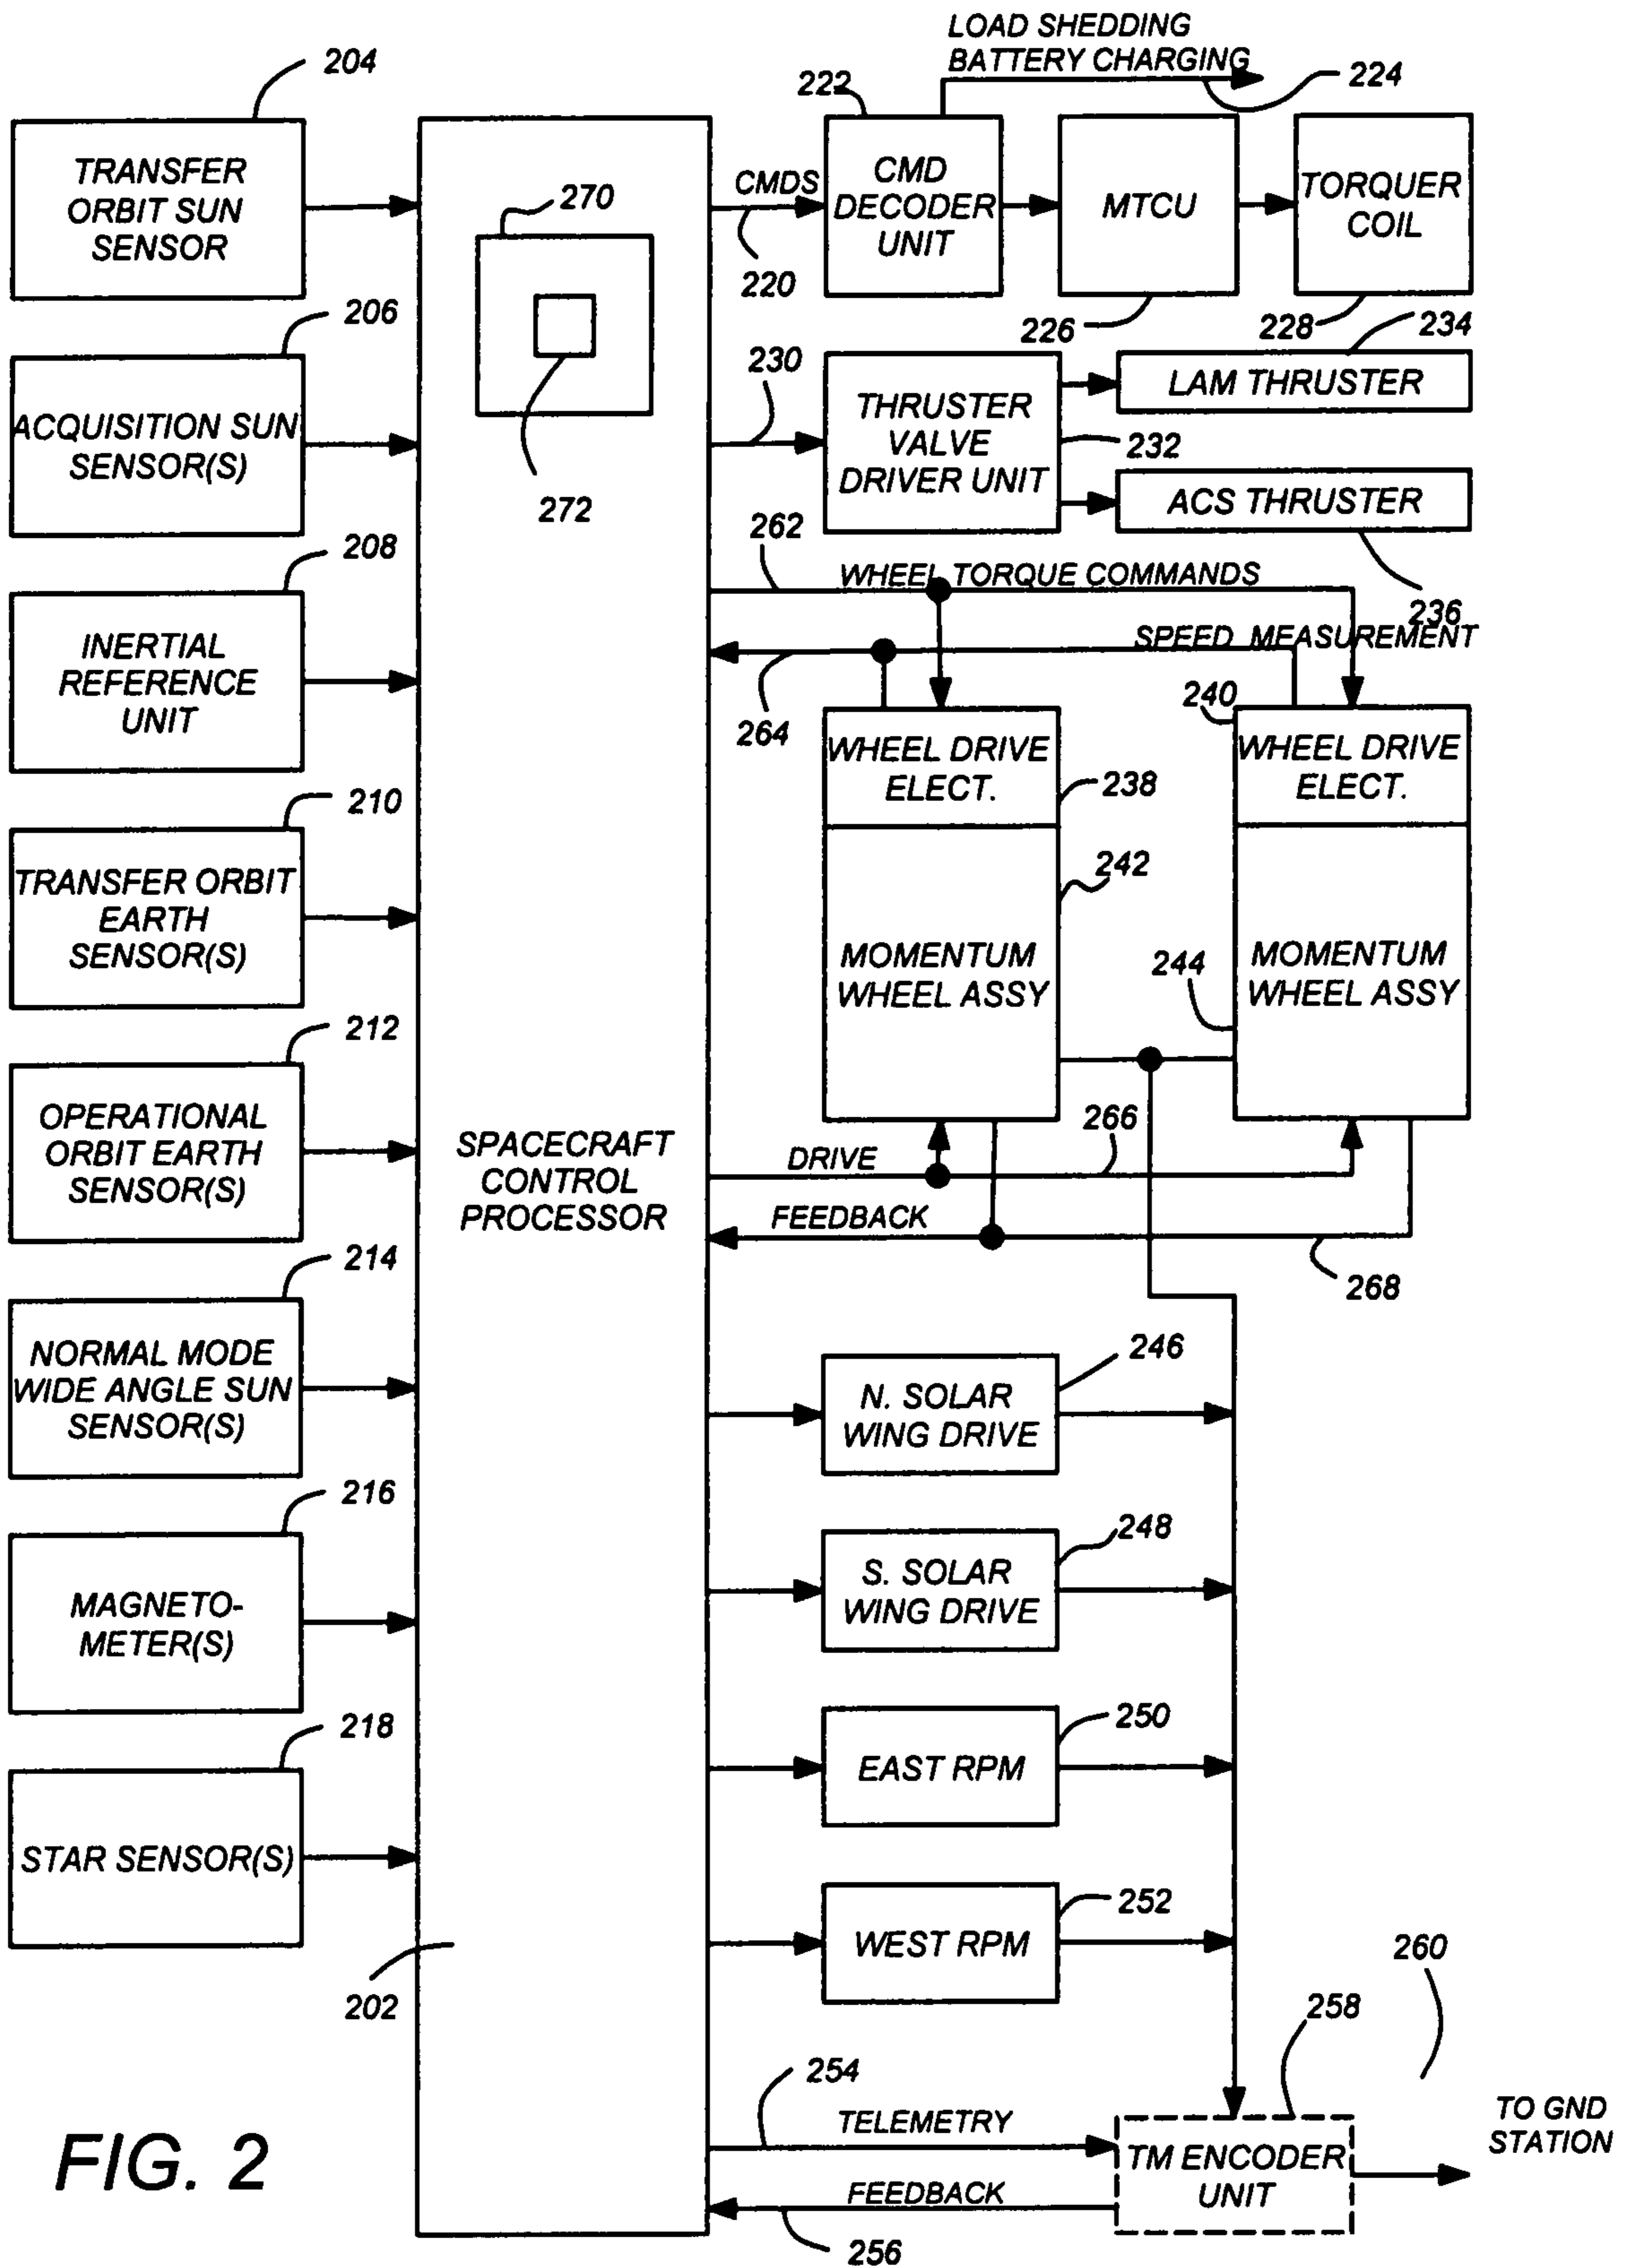 LOAD SHEDDING
BATTERY CHARGING
204
222
224
TRANSFER
ORBIT SUN
SENSOR
270
CMDS
220
CMD
DECODER
UNIT
MTCU
TORQUER
COIL
226
228
234
206
ACQUISITION SUN
SENSOR(S)
272
230
THRUSTER
VALVE
DRIVER UNIT
232
LAM THRUSTER
ACS THRUSTER
236
208
INERTIAL
REFERENCE
UNIT
262
WHEEL TORQUE COMMANDS
SPEED MEASUREMENT
264
240
WHEEL DRIVE
ELECT.
238
WHEEL DRIVE
ELECT.
210
TRANSFER ORBIT
EARTH
SENSOR(S)
242
MOMENTUM
WHEEL ASSY
244
MOMENTUM
WHEEL ASSY
212
OPERATIONAL
ORBIT EARTH
SENSOR(S)
SPACECRAFT
CONTROL
PROCESSOR
DRIVE
266
FEEDBACK
268
214
NORMAL MODE
WIDE ANGLE SUN
SENSOR(S)
246
N. SOLAR
WING DRIVE
216
MAGNETO-
METER(S)
248
S. SOLAR
WING DRIVE
218
STAR SENSOR(S)
250
EAST RPM
252
WEST RPM
202
260
258
254
TELEMETRY
TM ENCODER
UNIT
TO GND
STATION
FEEDBACK
256
FIG. 2